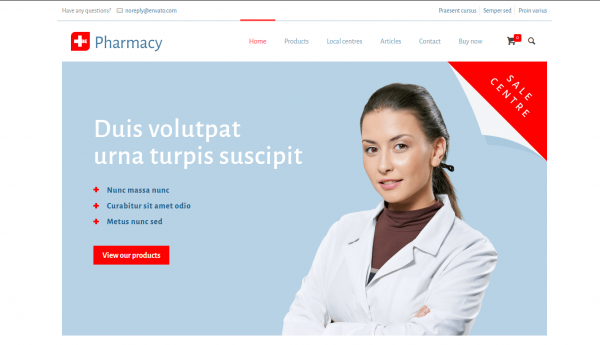 Have any questions? noreply@envato.com
Praesent cursus Semper sed Proin varius
Pharmacy
Home Products Local centres Articles Contact Buy now
SALE
CENTRE
Duis volutpat
urna turpis suscipit
Nunc massa nunc
Curabitur sit amet odio
Metus nunc sed
View our products